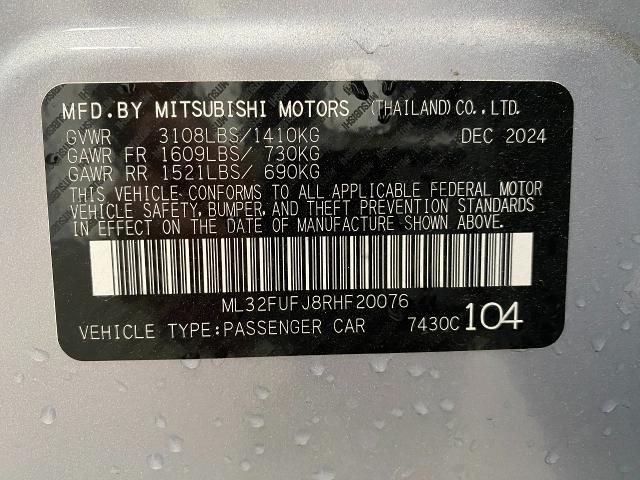 MFD.BY MITSUBISHI MOTORS (THAILAND)CO.,LTD.
GVWR 3108LBS/1410KG DEC 2024
GAWR FR 1609LBS/ 730KG
GAWR RR 1521LBS/ 690KG
THIS VEHICLE CONFORMS TO ALL APPLICABLE FEDERAL MOTOR
VEHICLE SAFETY, BUMPER, AND THEFT PREVENTION STANDARDS
IN EFFECT ON THE DATE OF MANUFACTURE SHOWN ABOVE.
ML32FUFJ8RHF20076
VEHICLE TYPE:PASSENGER CAR 7430C 104